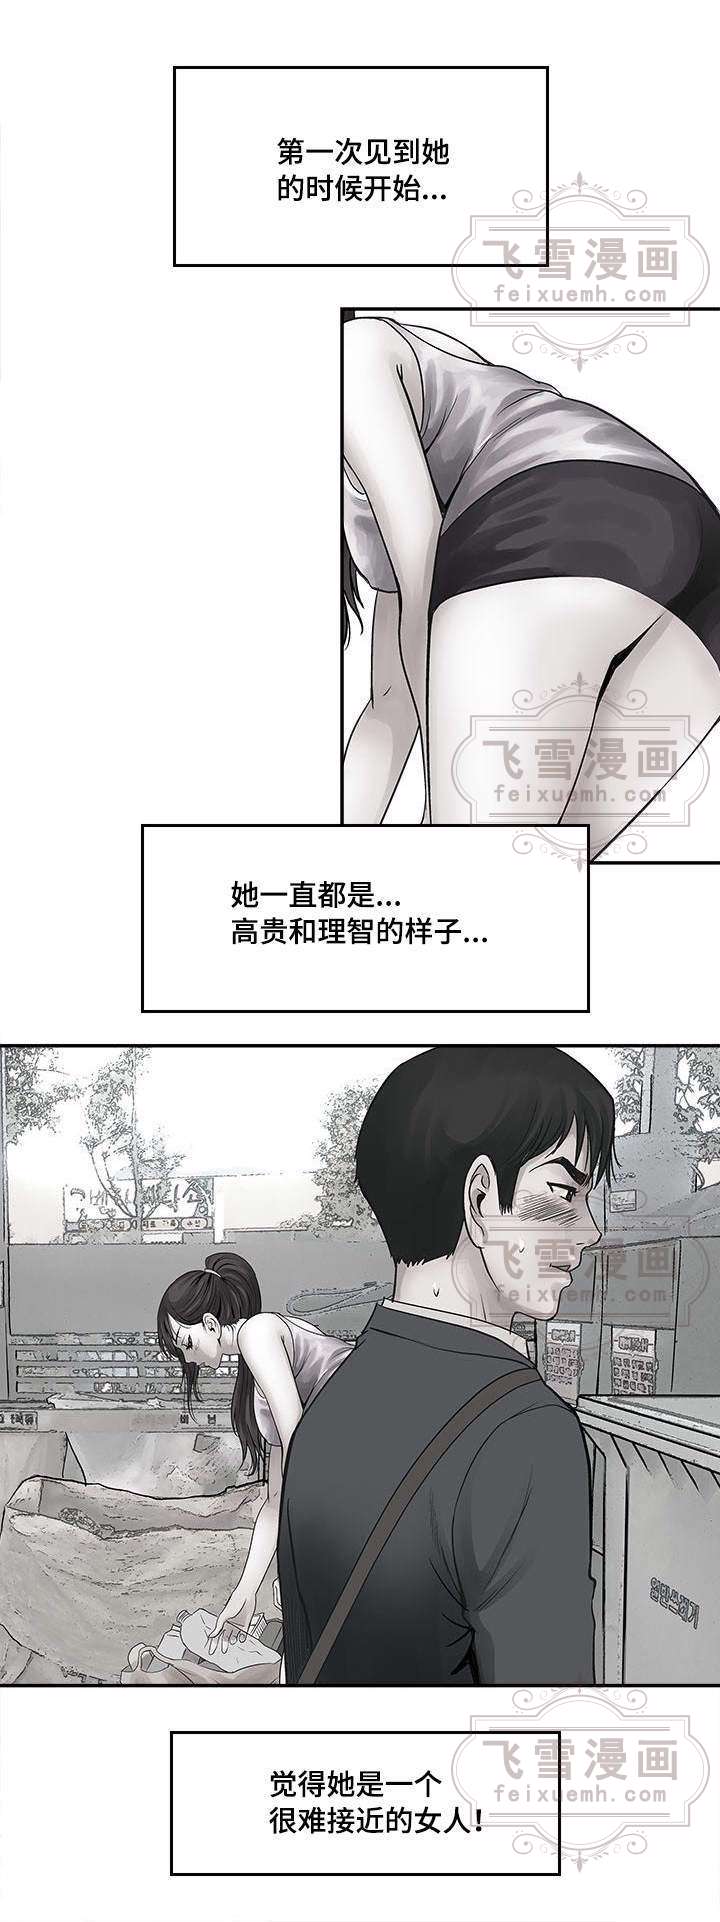 第一次见到她
的时候开始...
飞雪漫画
feixuemh.com
飞雪漫画
feixuemh.com
她一直都是...
高贵和理智的样子...
飞雪漫画
feixuemh.com
飞雪漫画
feixuemh.com
觉得她是一个
很难接近的女人！